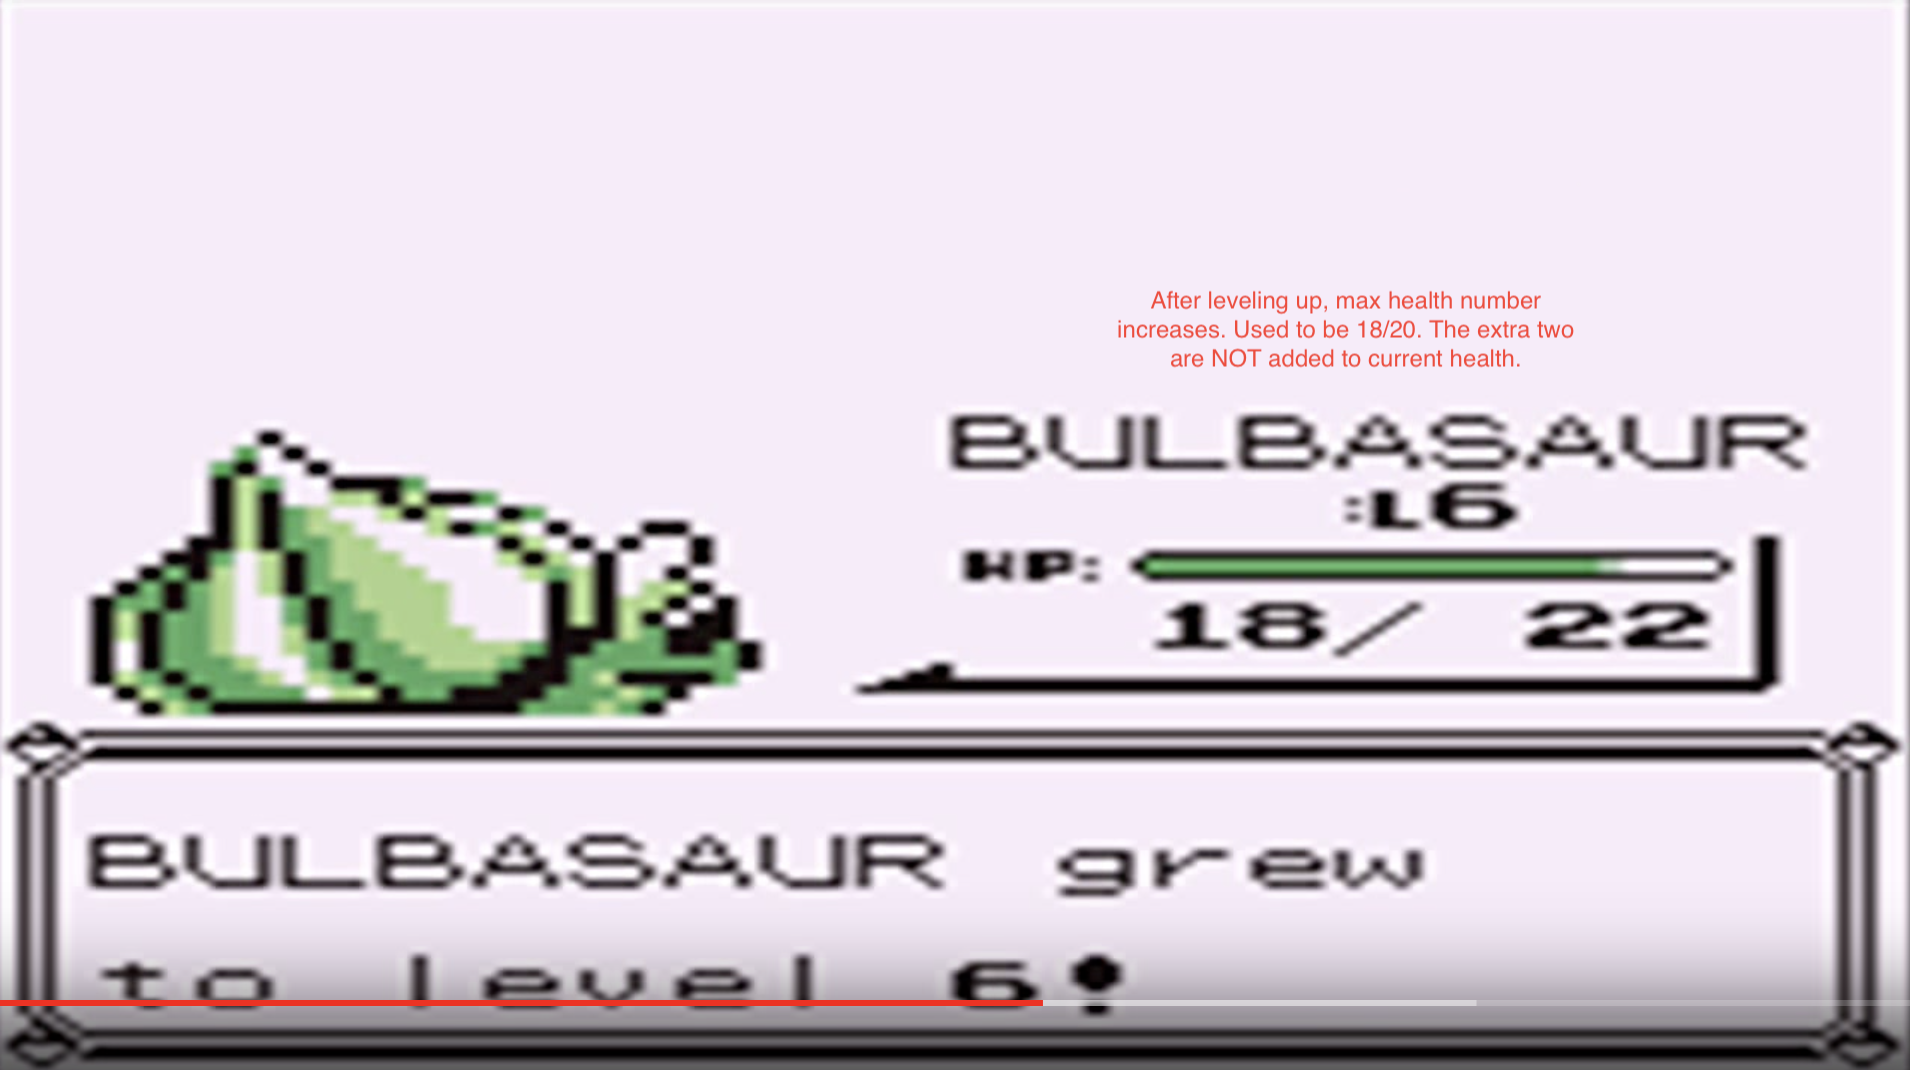 After leveling up, max health number
increases. Used to be 18/20. The extra two
are NOT added to current health.
BULBASAUR
:L6
HP:
18/ 22
BULBASAUR grew
to level 6!